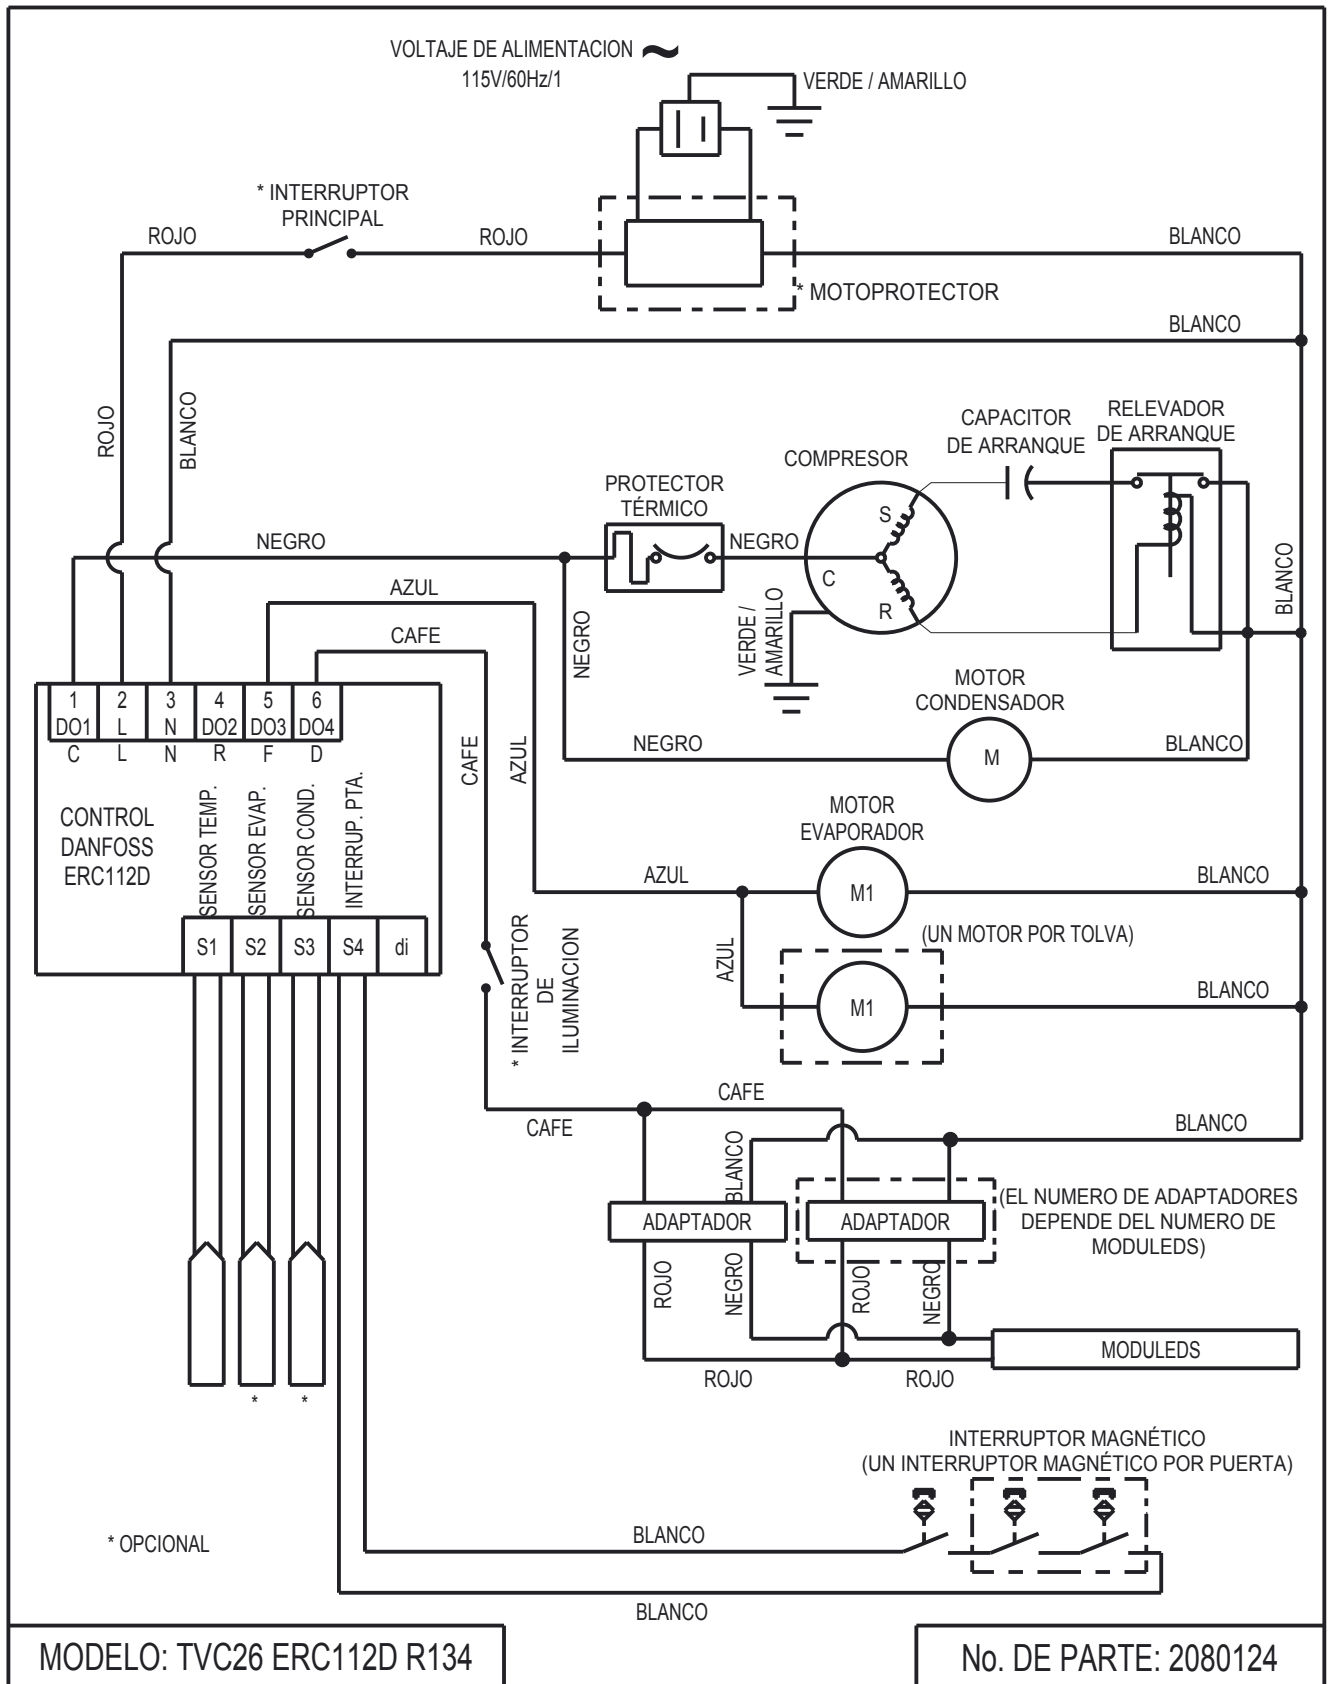 VOLTAJE DE ALIMENTACION ~
115V/60Hz/1
VERDE / AMARILLO
* INTERRUPTOR
PRINCIPAL
ROJO
ROJO
BLANCO
* MOTOPROTECTOR
BLANCO
ROJO
BLANCO
CAPACITOR
DE ARRANQUE
RELEVADOR
DE ARRANQUE
COMPRESOR
PROTECTOR
TÉRMICO
S
NEGRO
NEGRO
C
R
BLANCO
AZUL
CAFE
NEGRO
VERDE /
AMARILLO
MOTOR
CONDENSADOR
1
2
3
4
5
6
DO1
L
N
DO2
DO3
DO4
C
L
N
R
F
D
CAFE
AZUL
NEGRO
M
BLANCO
CONTROL
DANFOSS
ERC112D
SENSOR TEMP.
SENSOR EVAP.
SENSOR COND.
INTERRUP. PTA.
MOTOR
EVAPORADOR
AZUL
M1
BLANCO
S1
S2
S3
S4
di
* INTERRUPTOR
DE
ILUMINACION
AZUL
(UN MOTOR POR TOLVA)
M1
BLANCO
CAFE
CAFE
BLANCO
BLANCO
ADAPTADOR
ADAPTADOR
(EL NUMERO DE ADAPTADORES
DEPENDE DEL NUMERO DE
MODULEDS)
ROJO
NEGRO
ROJO
NEGRO
MODULEDS
ROJO
ROJO
*
*
INTERRUPTOR MAGNÉTICO
(UN INTERRUPTOR MAGNÉTICO POR PUERTA)
* OPCIONAL
BLANCO
BLANCO
MODELO: TVC26 ERC112D R134
No. DE PARTE: 2080124